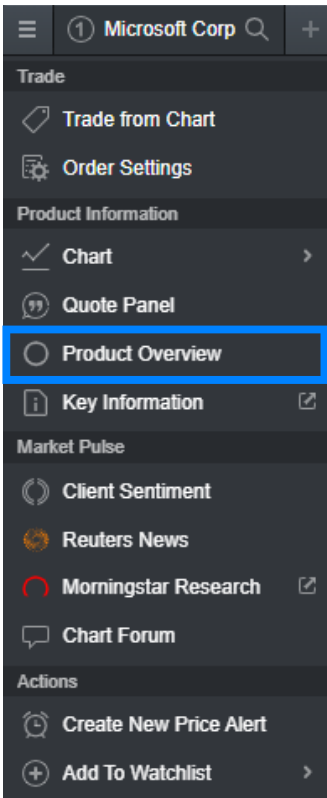 1 Microsoft Corp
Trade
Trade from Chart
Order Settings
Product Information
Chart
Quote Panel
Product Overview
Key Information
Market Pulse
Client Sentiment
Reuters News
Morningstar Research
Chart Forum
Actions
Create New Price Alert
Add To Watchlist